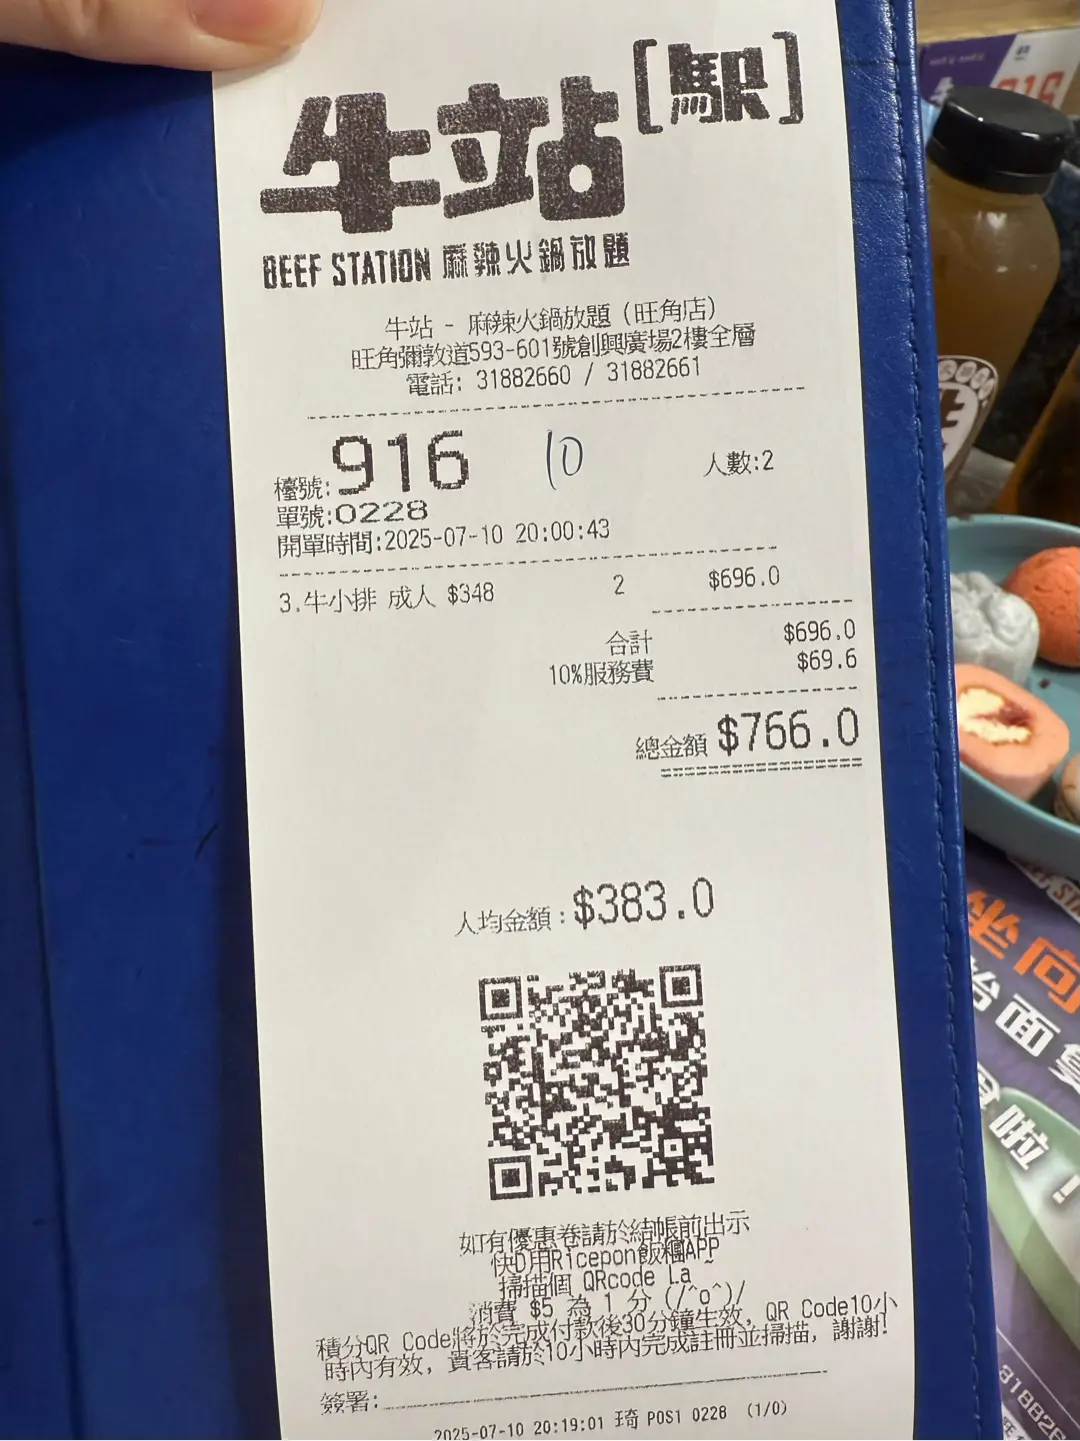 牛站[駅]
BEEF STATION 麻辣火鍋放題
牛站 - 麻辣火鍋放題 (旺角店)
旺角彌敦道593-601號創興廣場2樓全層
電話: 31882660 / 31882661
檯號:916 10 人數:2
單號:0228
開單時間:2025-07-10 20:00:43
3.牛小排 成人 $348 2 $696.0
合計 $696.0
10%服務費 $69.6
總金額 $766.0
人均金額:$383.0
如有優惠卷請於結帳前出示
快D用Ricepon飯糰APP
掃描個 QRcode La~
消費 $5 為 1 分 (/^o^)/
積分QR Code將於完成付款後30分鐘生效, QR Code10小
時內有效, 貴客請於10小時內完成註冊並掃描, 謝謝!
簽署:
2025-07-10 20:19:01 琦 POS1 0228 (1/0)
916
坐向
枱面
啦!